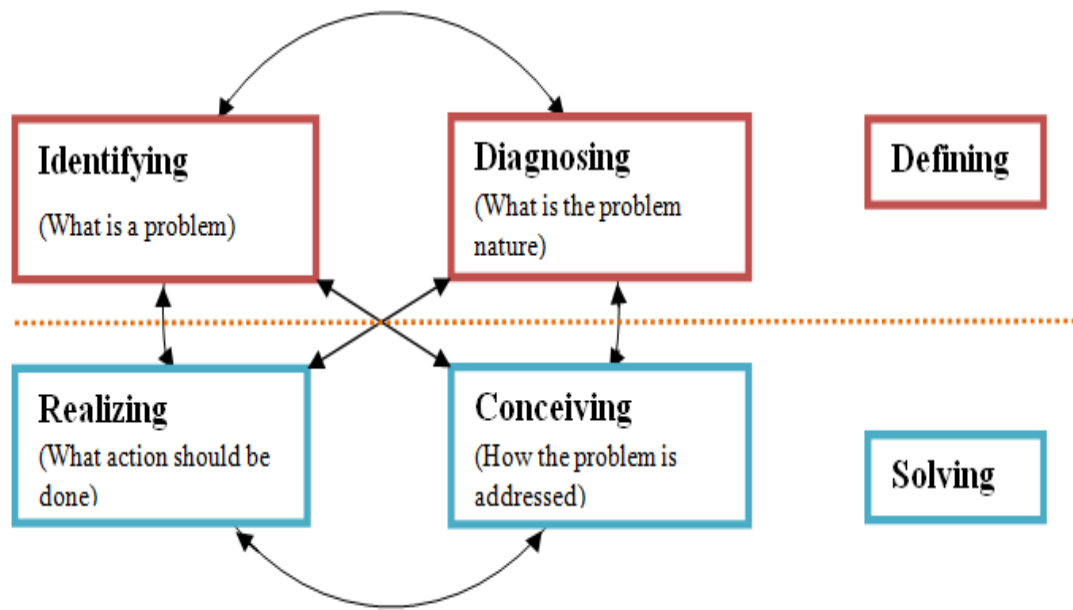 Identifying
(What is a problem)
Diagnosing
(What is the problem
nature)
Defining
Realizing
(What action should be
done)
Conceiving
(How the problem is
addressed)
Solving